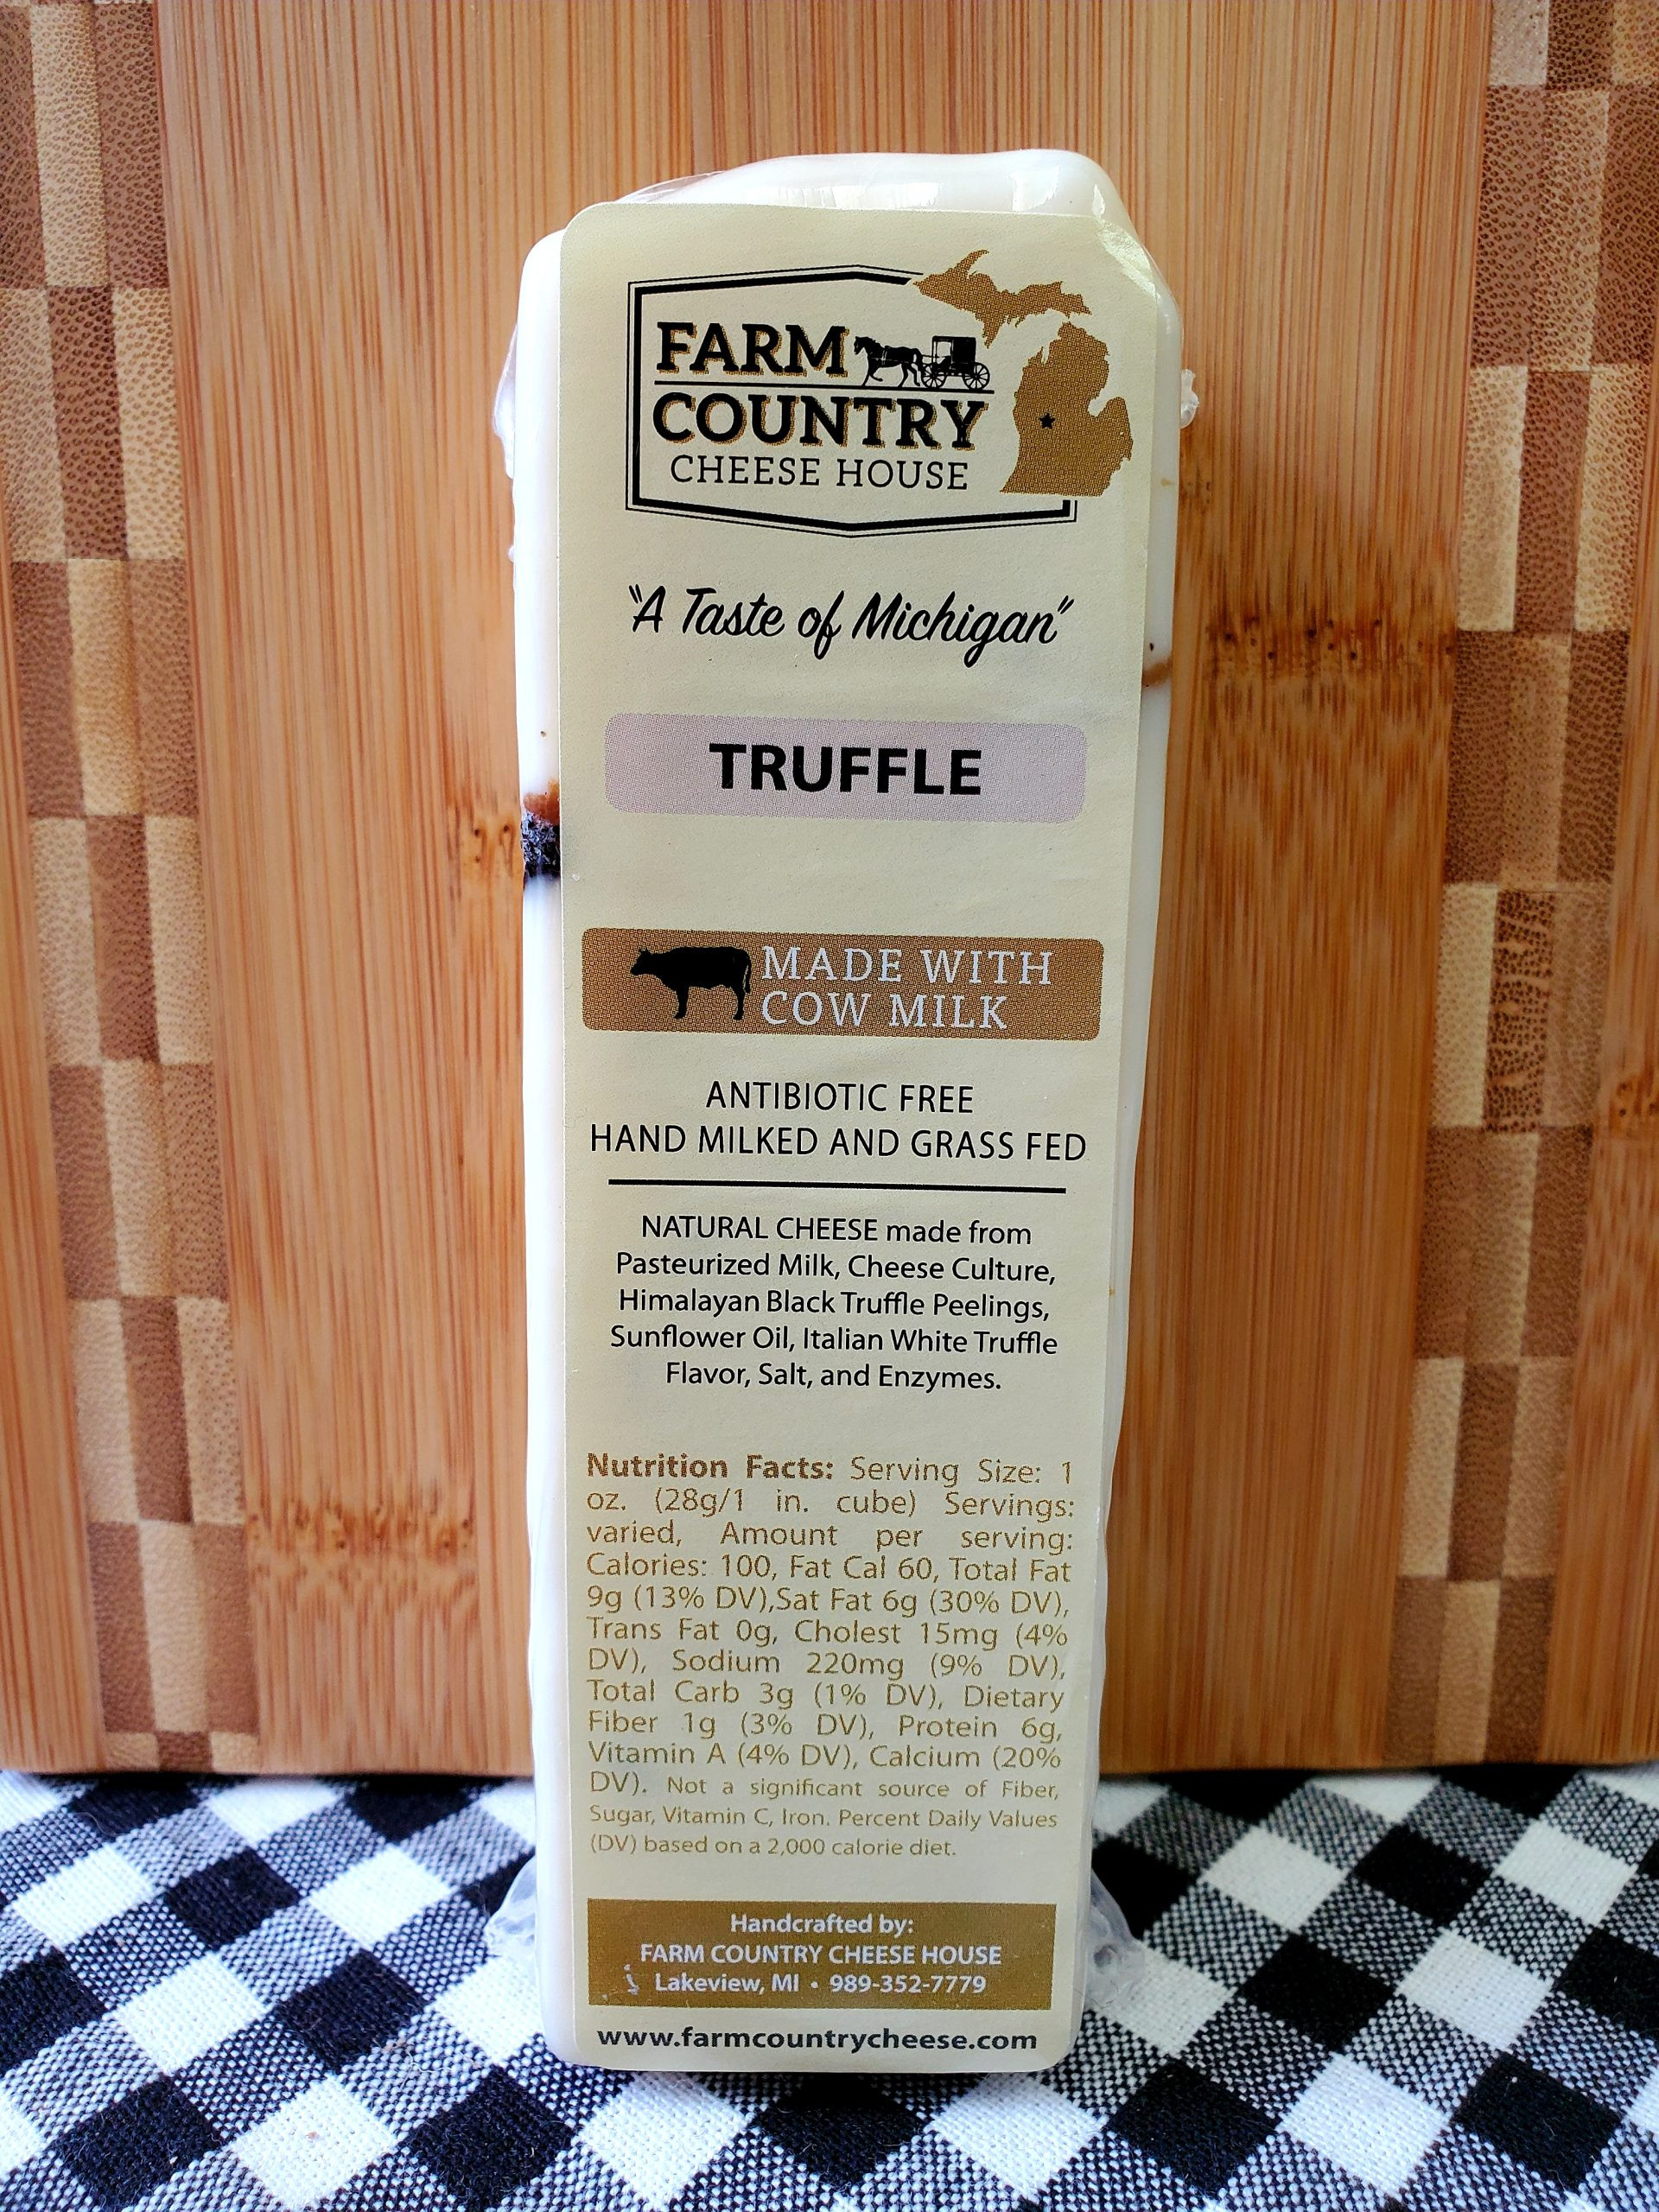 FARM
COUNTRY
CHEESE HOUSE
"A Taste of Michigan"
TRUFFLE
MADE WITH
COW MILK
ANTIBIOTIC FREE
HAND MILKED AND GRASS FED
NATURAL CHEESE made from
Pasteurized Milk, Cheese Culture,
Himalayan Black Truffle Peelings,
Sunflower Oil, Italian White Truffle
Flavor, Salt, and Enzymes.
Nutrition Facts: Serving Size: 1
oz. (28g/1 in. cube) Servings:
varied, Amount per serving:
Calories: 100, Fat Cal 60, Total Fat
9g (13% DV),Sat Fat 6g (30% DV),
Trans Fat 0g, Cholest 15mg (4%
DV), Sodium 220mg (9% DV),
Total Carb 3g (1% DV), Dietary
Fiber 1g (3% DV), Protein 6g,
Vitamin A (4% DV), Calcium (20%
DV). Not a significant source of Fiber,
Sugar, Vitamin C, Iron. Percent Daily Values
(DV) based on a 2,000 calorie diet.
Handcrafted by:
FARM COUNTRY CHEESE HOUSE
Lakeview, MI • 989-352-7779
www.farmcountrycheese.com